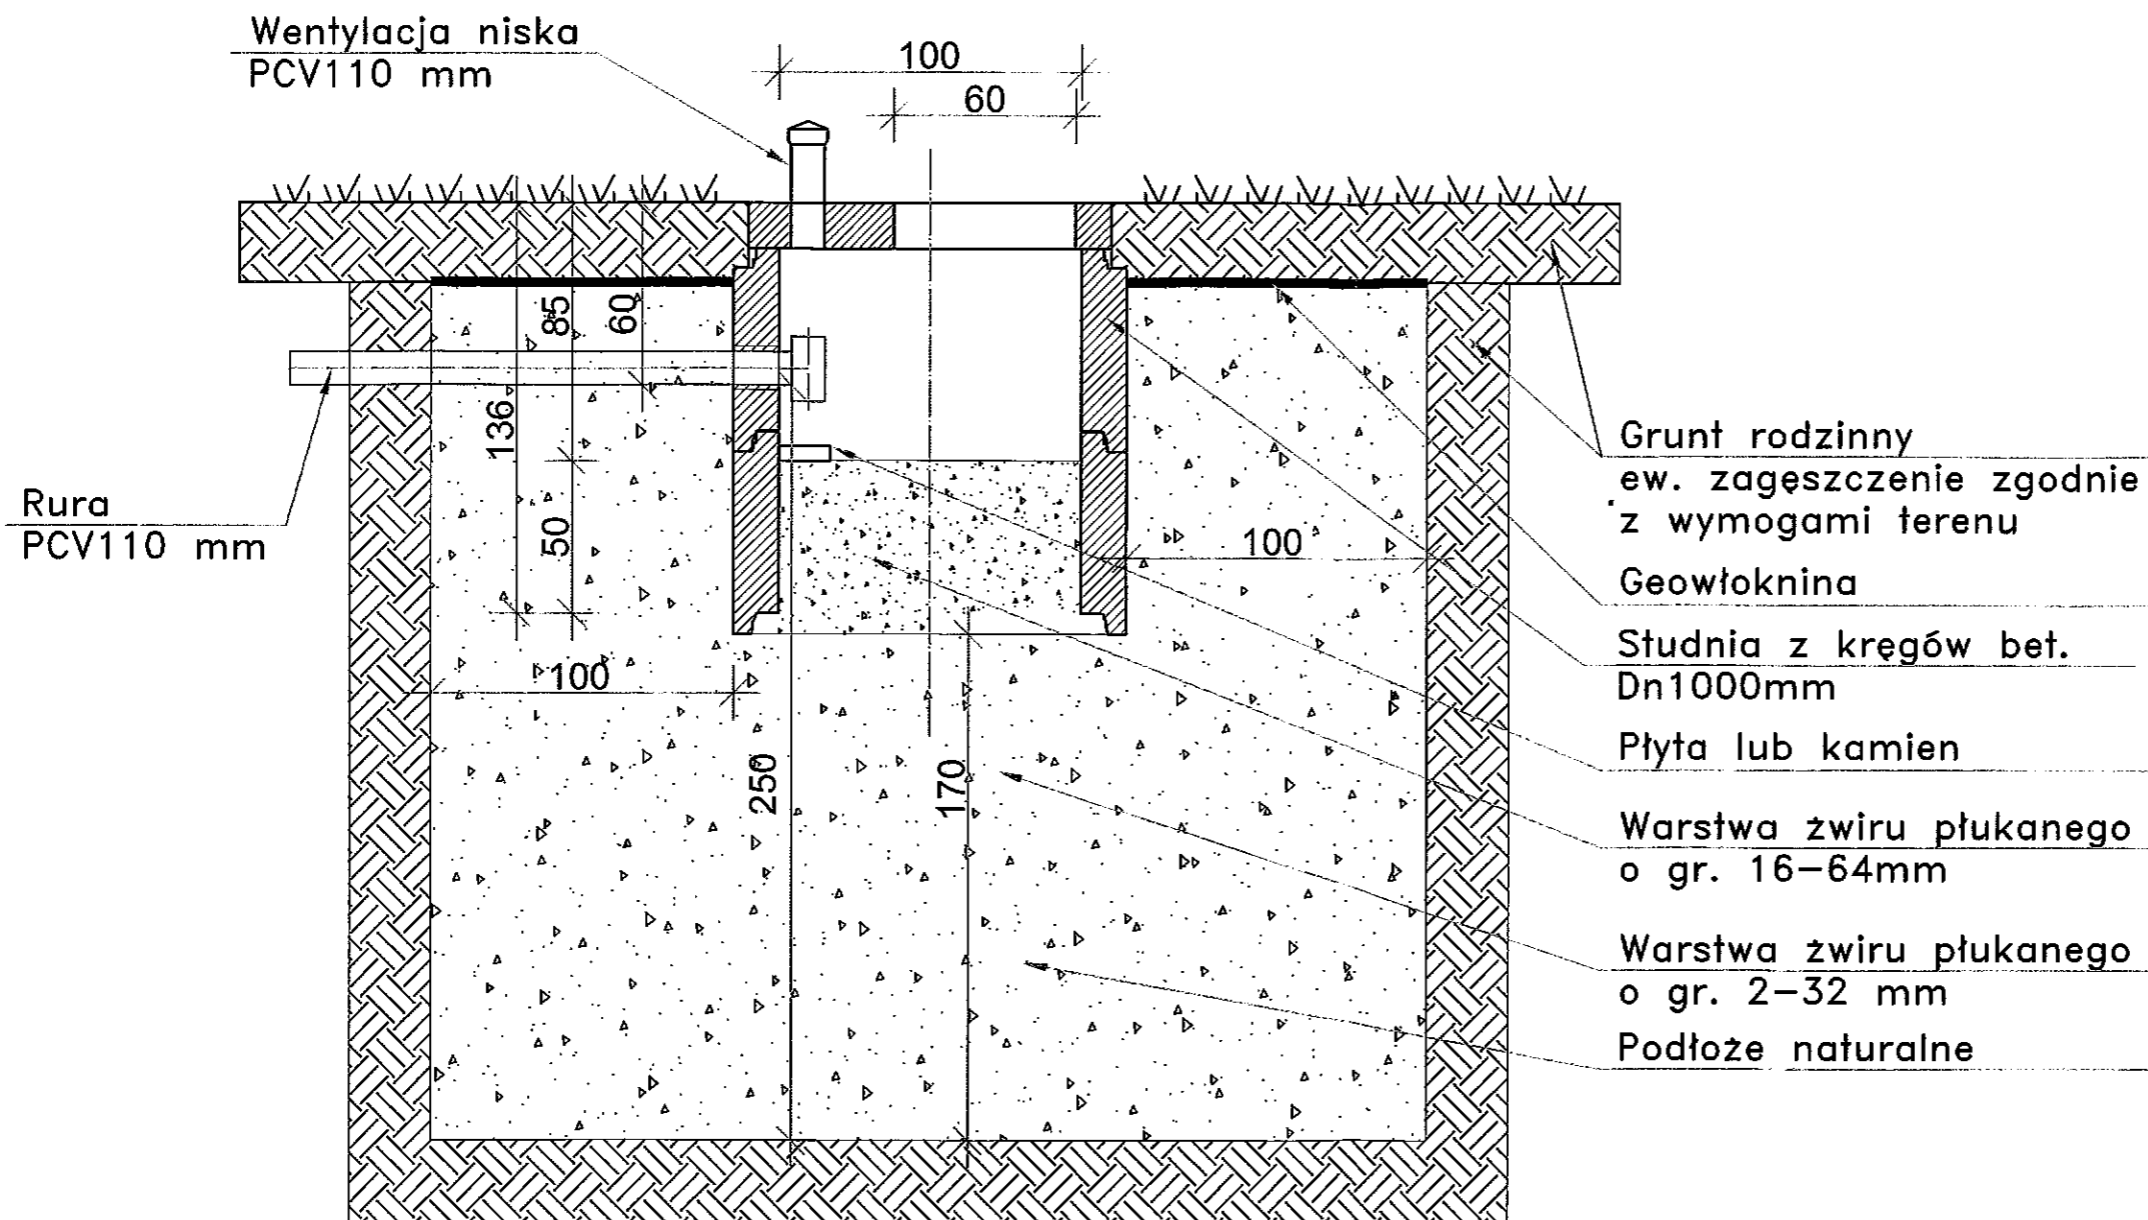 Wentylacja niska
PCV110 mm
100
60
85
60
136
50
Rura
PCV110 mm
100
100
250
170
Grunt rodzinny
ew. zagęszczenie zgodnie
z wymogami terenu
Geowłoknina
Studnia z kręgów bet.
Dn1000mm
Płyta lub kamien
Warstwa żwiru płukanego
o gr. 16-64mm
Warstwa żwiru płukanego
o gr. 2-32 mm
Podłoże naturalne